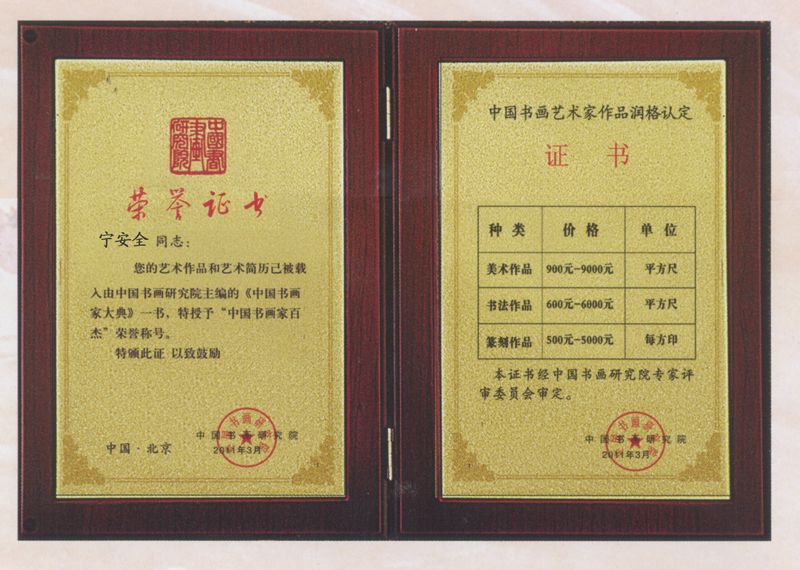 中國書
画
研究院
荣誉证书
宁安全 同志：
您的艺术作品和艺术简历已被载
入由中国书画研究院主编的《中国书画
家大典》一书，特授予“中国书画家百
杰”荣誉称号。
特颁此证 以致鼓励
中国书画研究院
中国·北京
2011年3月
中国书画艺术家作品润格认定
证 书
种 类 价 格 单 位
美术作品 900元-9000元 平方尺
书法作品 600元-6000元 平方尺
篆刻作品 500元-5000元 每方印
本证书经中国书画研究院专家评
审委员会审定。
中国书画研究院
2011年3月